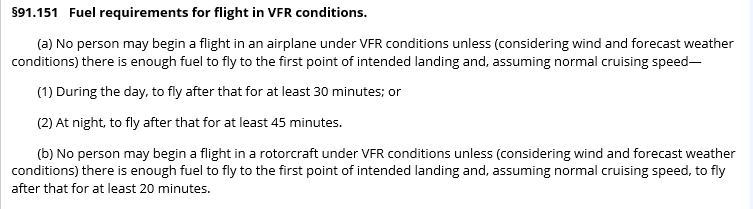 §91.151 Fuel requirements for flight in VFR conditions.
(a) No person may begin a flight in an airplane under VFR conditions unless (considering wind and forecast weather
conditions) there is enough fuel to fly to the first point of intended landing and, assuming normal cruising speed—
(1) During the day, to fly after that for at least 30 minutes; or
(2) At night, to fly after that for at least 45 minutes.
(b) No person may begin a flight in a rotorcraft under VFR conditions unless (considering wind and forecast weather
conditions) there is enough fuel to fly to the first point of intended landing and, assuming normal cruising speed, to fly
after that for at least 20 minutes.